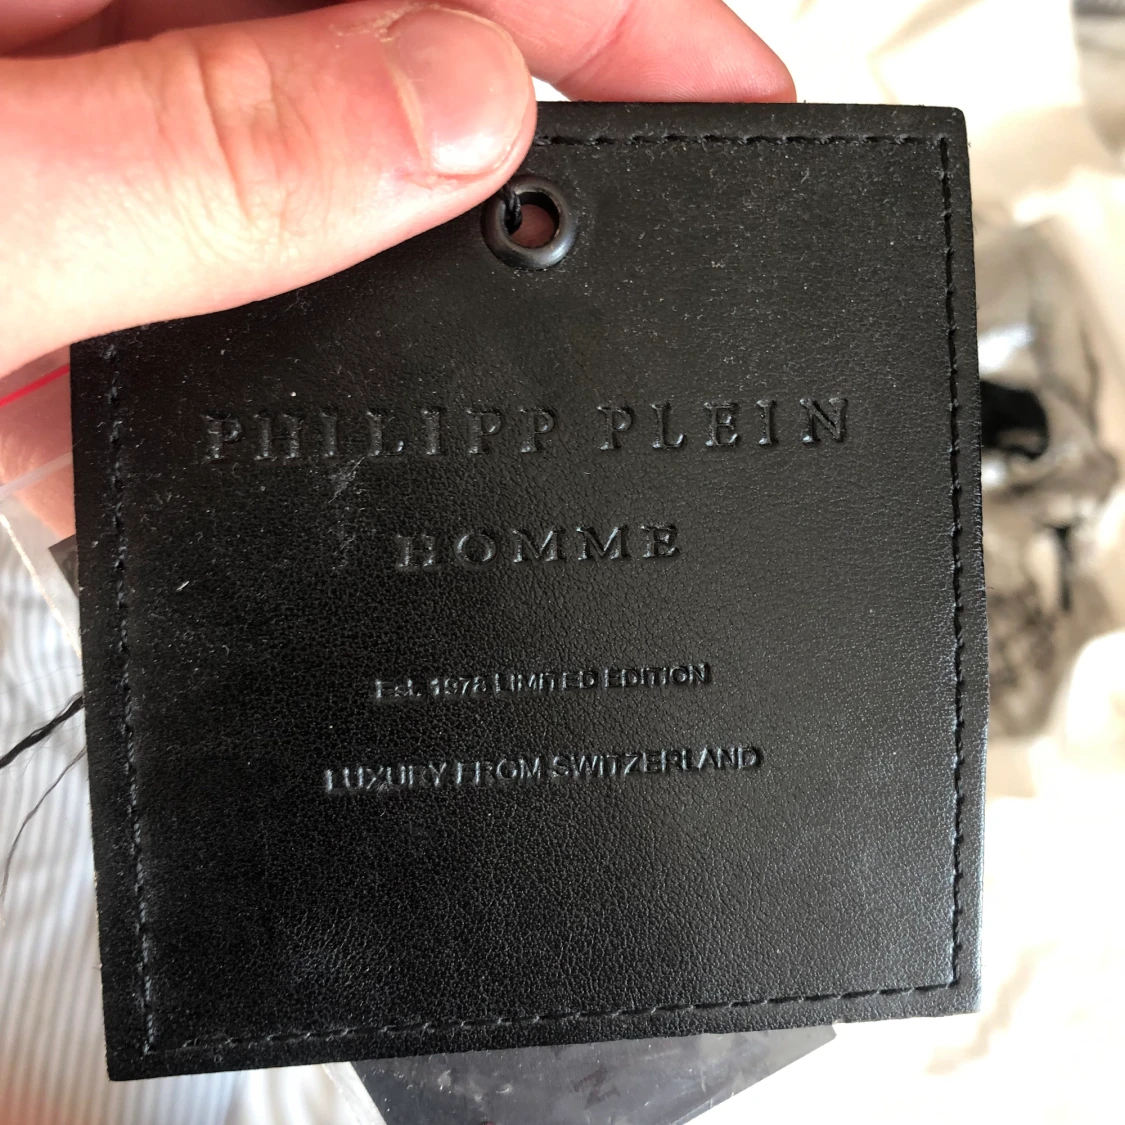 PHILIPP PLEIN
HOMME
Est. 1978 LIMITED EDITION
LUXURY FROM SWITZERLAND